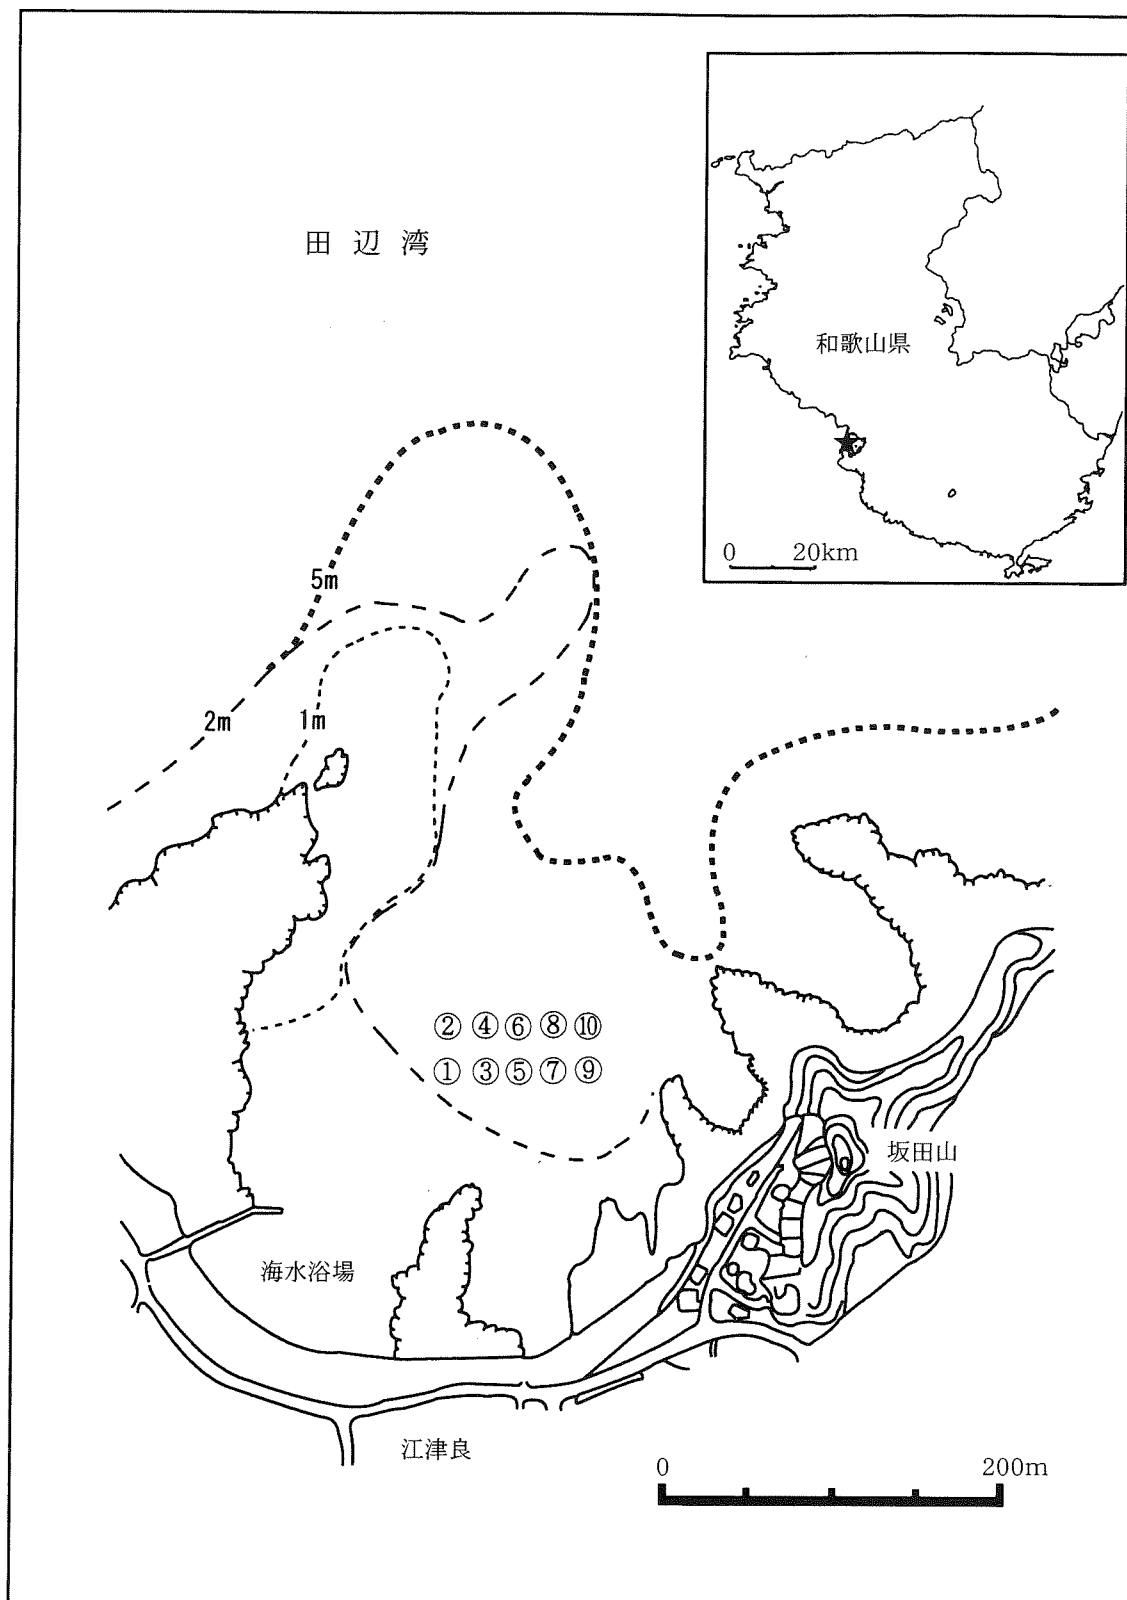 田辺湾
和歌山県
0 20km
5m
2m
1m
② ④ ⑥ ⑧ ⑩
① ③ ⑤ ⑦ ⑨
坂田山
海水浴場
江津良
0 200m